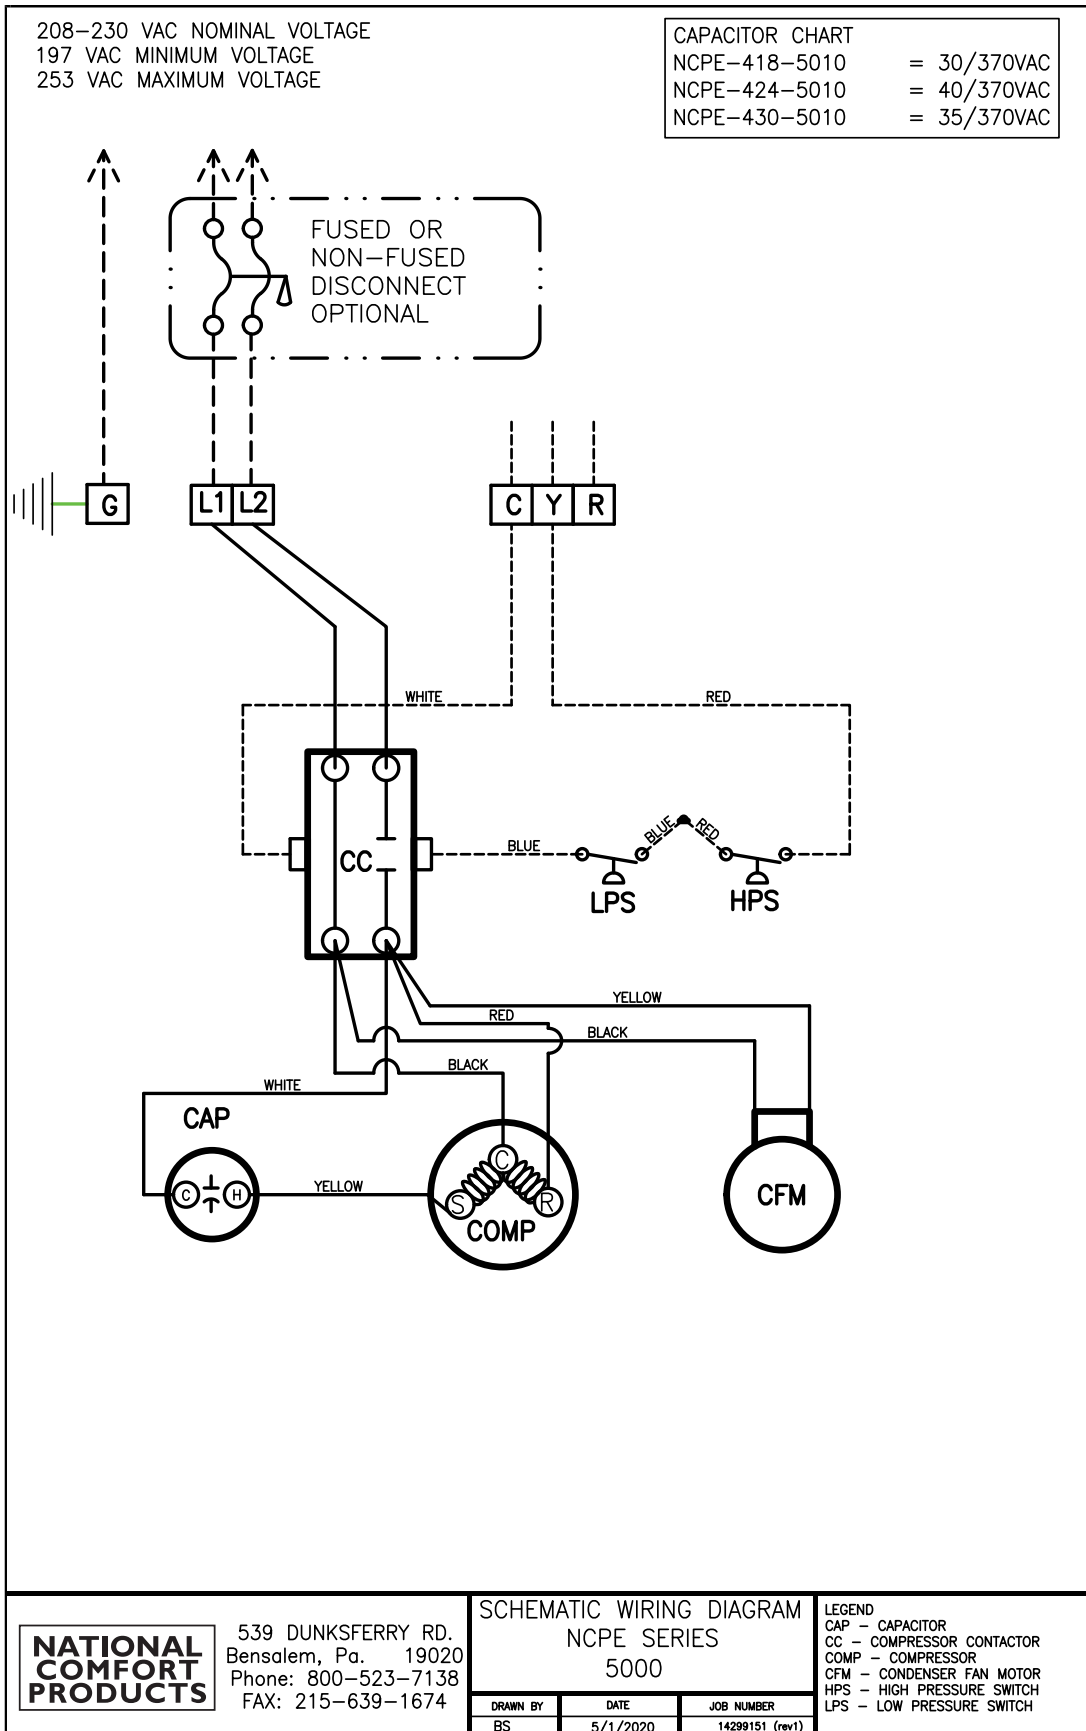 208-230 VAC NOMINAL VOLTAGE
197 VAC MINIMUM VOLTAGE
253 VAC MAXIMUM VOLTAGE
CAPACITOR CHART
NCPE-418-5010 = 30/370VAC
NCPE-424-5010 = 40/370VAC
NCPE-430-5010 = 35/370VAC
FUSED OR
NON-FUSED
DISCONNECT
OPTIONAL
G
L1 L2
C Y R
WHITE
RED
CC
BLUE
BLUE
RED
LPS
HPS
YELLOW
RED
BLACK
BLACK
WHITE
CAP
C H
YELLOW
C
S
R
COMP
CFM
NATIONAL
COMFORT
PRODUCTS
539 DUNKSFERRY RD.
Bensalem, Pa. 19020
Phone: 800-523-7138
FAX: 215-639-1674
SCHEMATIC WIRING DIAGRAM
NCPE SERIES
5000
DRAWN BY
BS
DATE
5/1/2020
JOB NUMBER
14299151 (rev1)
LEGEND
CAP - CAPACITOR
CC - COMPRESSOR CONTACTOR
COMP - COMPRESSOR
CFM - CONDENSER FAN MOTOR
HPS - HIGH PRESSURE SWITCH
LPS - LOW PRESSURE SWITCH